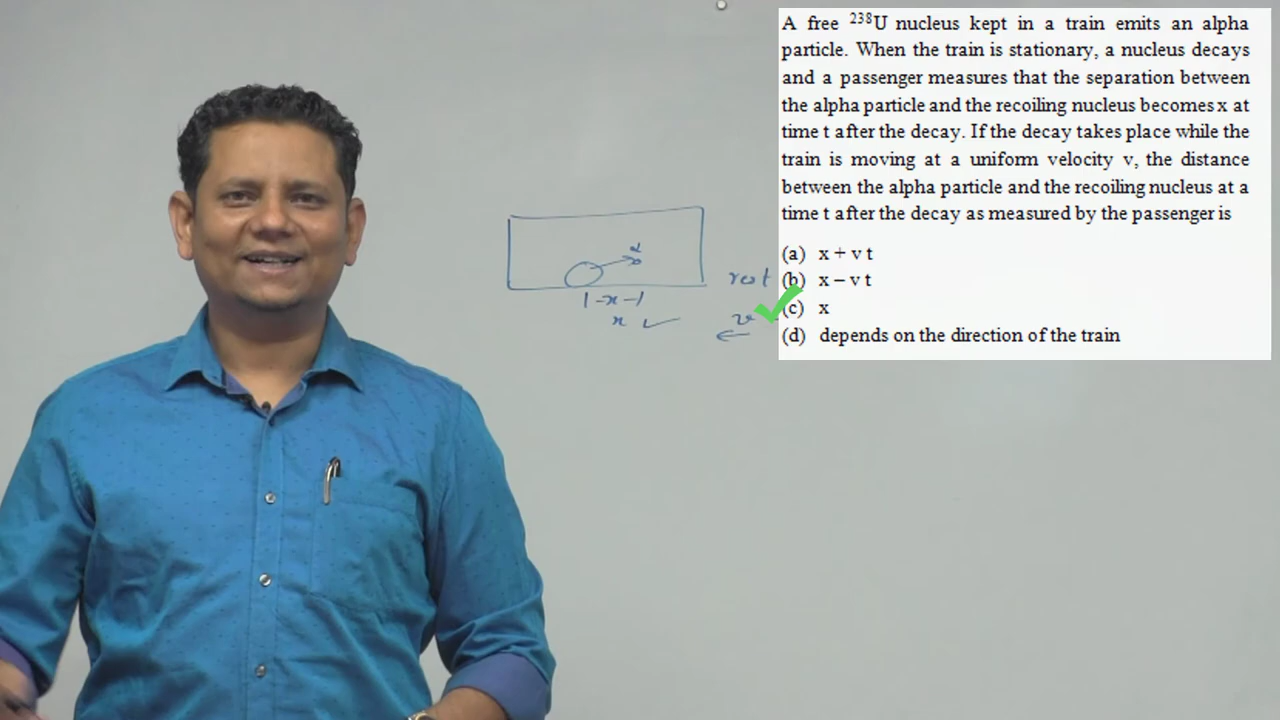 A free ²³⁸U nucleus kept in a train emits an alpha
particle. When the train is stationary, a nucleus decays
and a passenger measures that the separation between
the alpha particle and the recoiling nucleus becomes x at
time t after the decay. If the decay takes place while the
train is moving at a uniform velocity v, the distance
between the alpha particle and the recoiling nucleus at a
time t after the decay as measured by the passenger is
(a) x + v t
(b) x − v t
(c) x
(d) depends on the direction of the train
α
rest
|-x-|
x
v